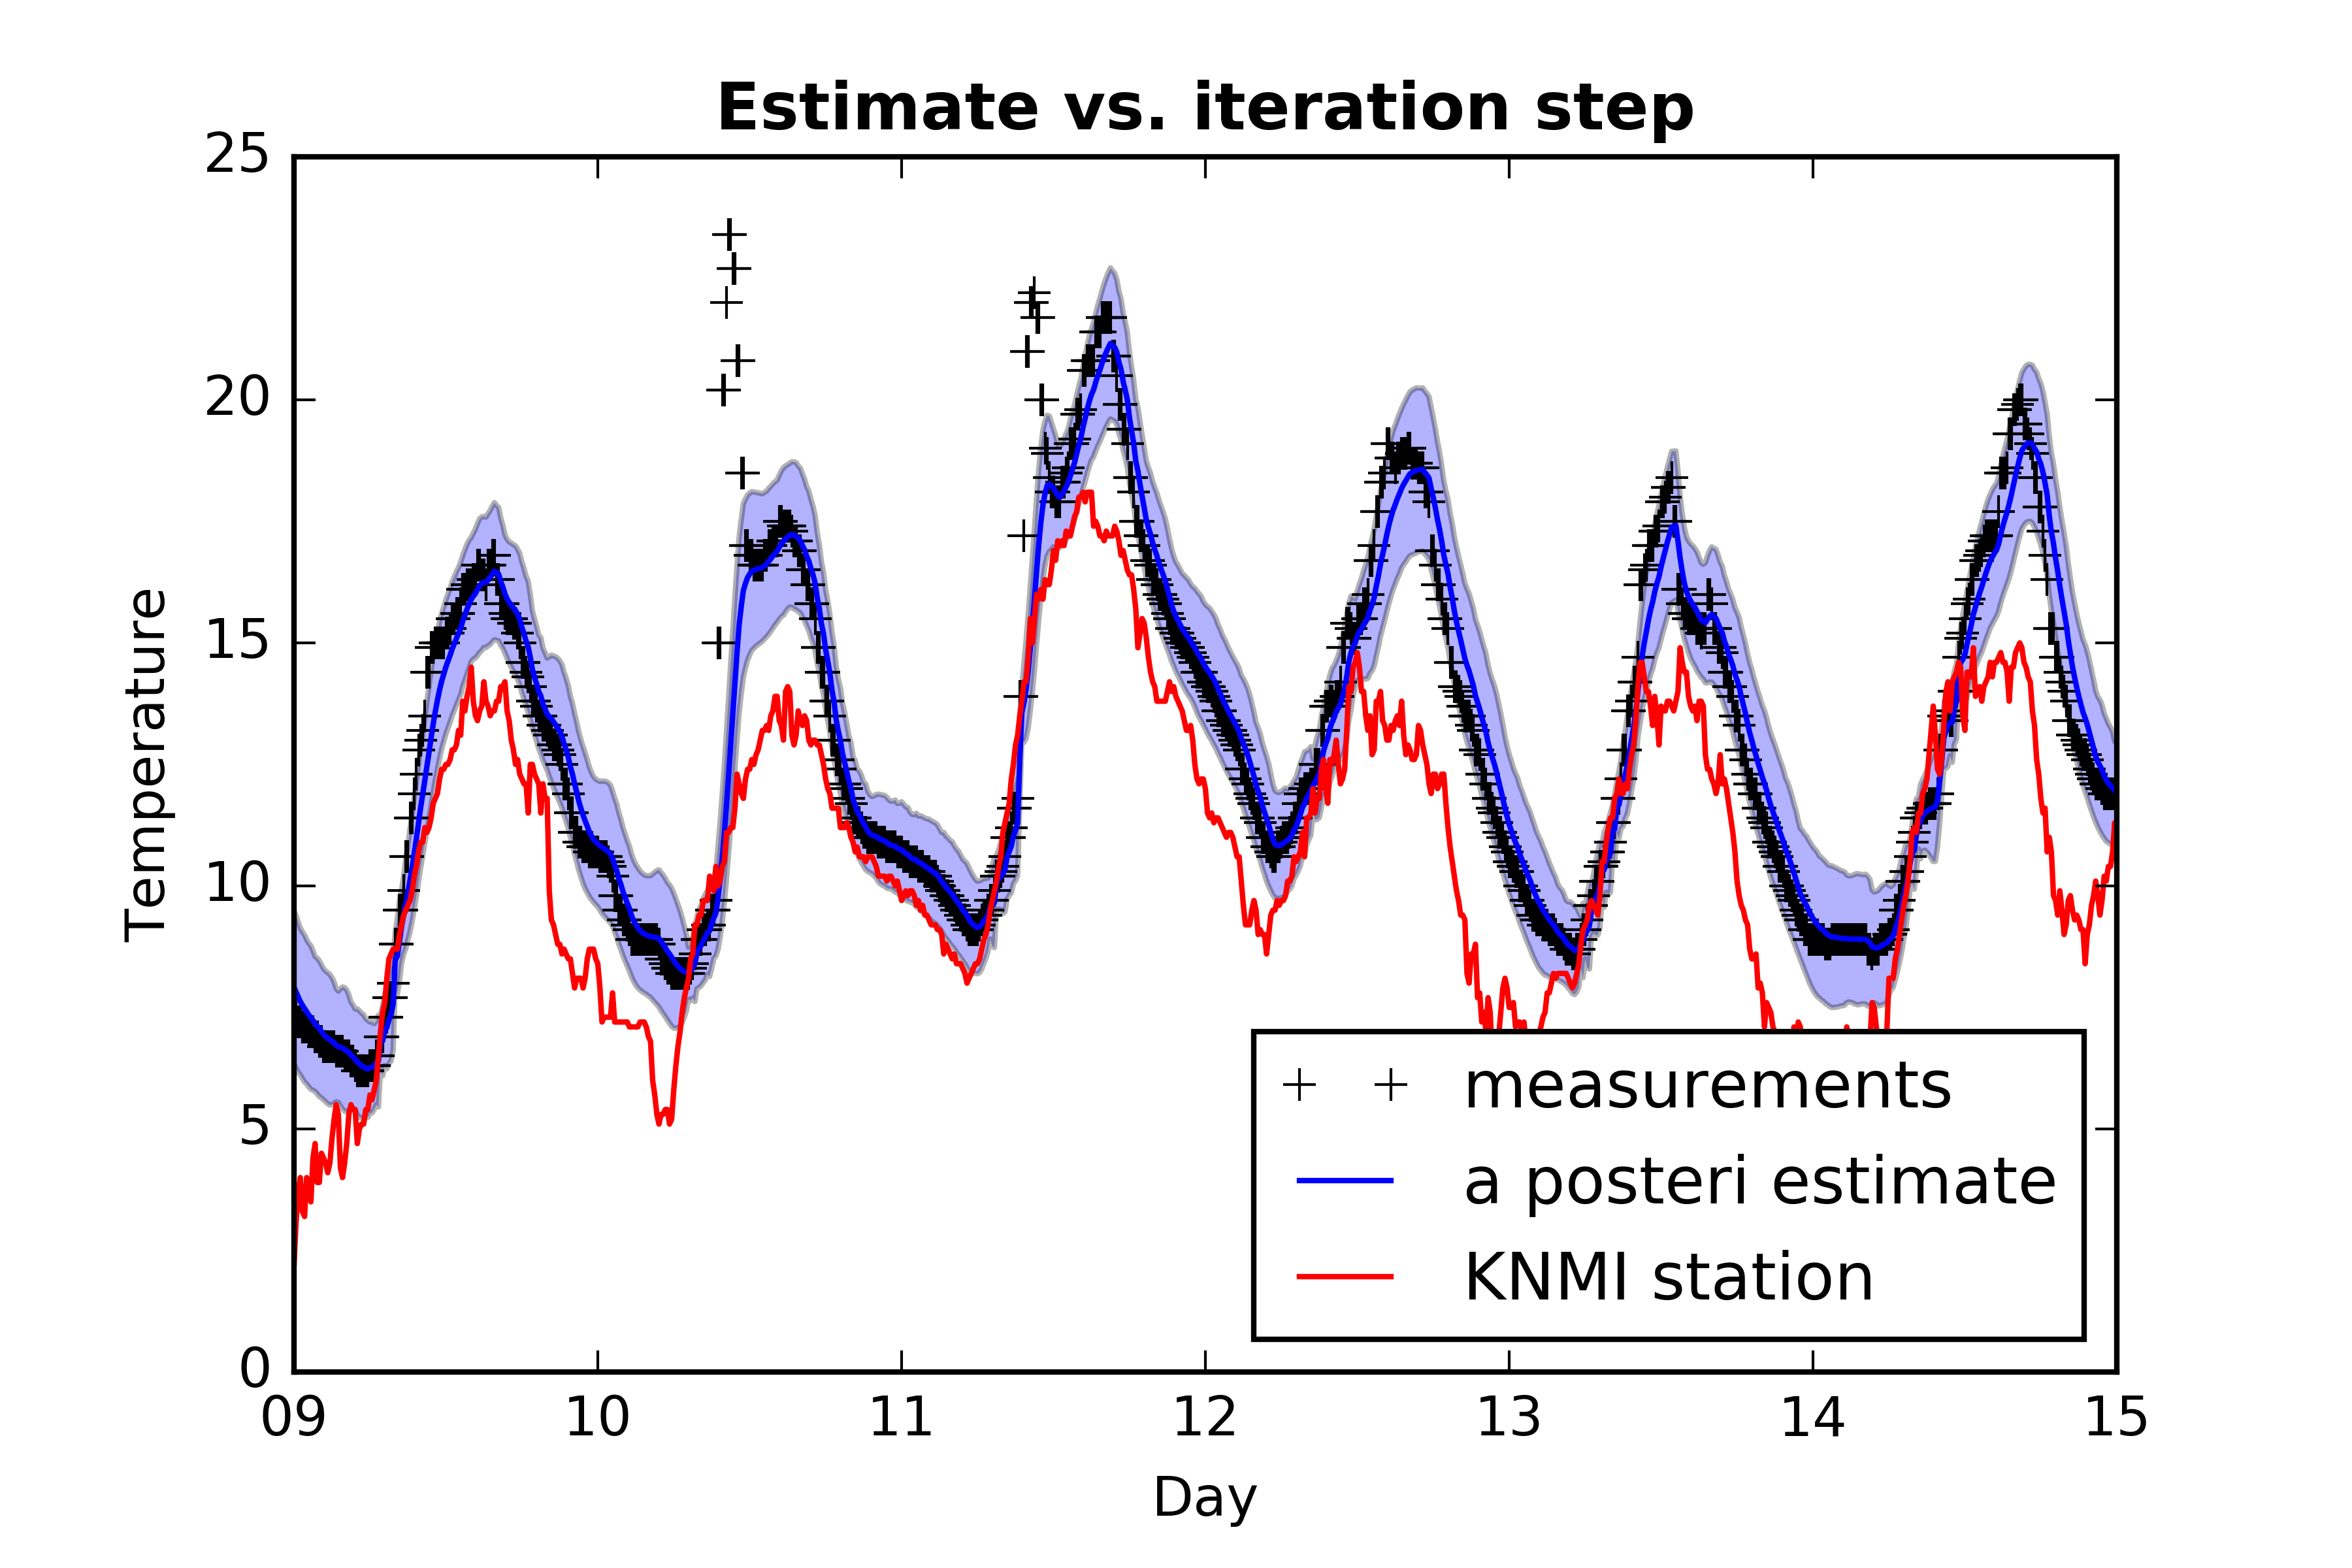 Estimate vs. iteration step
25
20
15
10
5
0
Temperature
09 10 11 12 13 14 15
Day
measurements
a posteri estimate
KNMI station